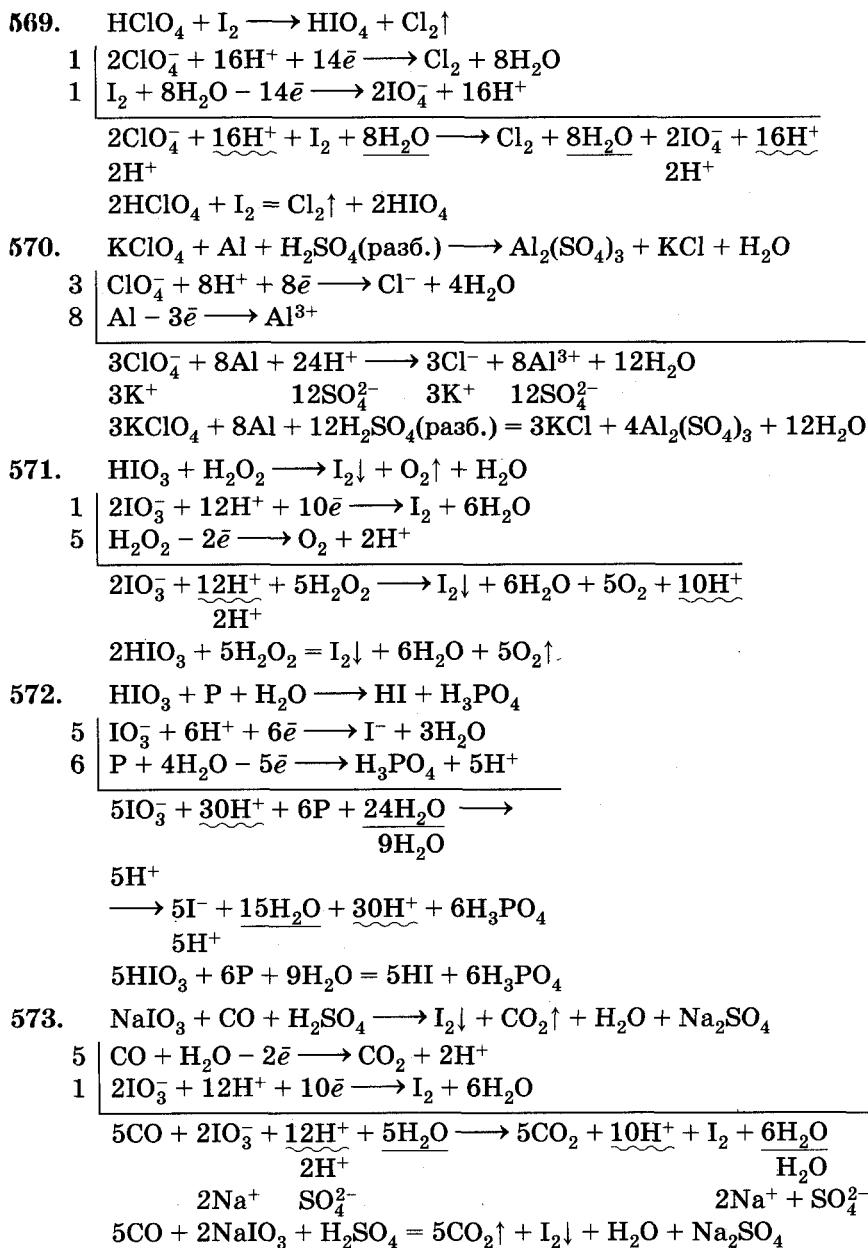 569. HClO₄ + I₂ ⟶ HIO₄ + Cl₂↑
1 | 2ClO₄⁻ + 16H⁺ + 14ē ⟶ Cl₂ + 8H₂O
1 | I₂ + 8H₂O − 14ē ⟶ 2IO₄⁻ + 16H⁺
2ClO₄⁻ + 16H⁺ + I₂ + 8H₂O ⟶ Cl₂ + 8H₂O + 2IO₄⁻ + 16H⁺
2H⁺ 2H⁺
2HClO₄ + I₂ = Cl₂↑ + 2HIO₄
570. KClO₄ + Al + H₂SO₄(разб.) ⟶ Al₂(SO₄)₃ + KCl + H₂O
3 | ClO₄⁻ + 8H⁺ + 8ē ⟶ Cl⁻ + 4H₂O
8 | Al − 3ē ⟶ Al³⁺
3ClO₄⁻ + 8Al + 24H⁺ ⟶ 3Cl⁻ + 8Al³⁺ + 12H₂O
3K⁺ 12SO₄²⁻ 3K⁺ 12SO₄²⁻
3KClO₄ + 8Al + 12H₂SO₄(разб.) = 3KCl + 4Al₂(SO₄)₃ + 12H₂O
571. HIO₃ + H₂O₂ ⟶ I₂↓ + O₂↑ + H₂O
1 | 2IO₃⁻ + 12H⁺ + 10ē ⟶ I₂ + 6H₂O
5 | H₂O₂ − 2ē ⟶ O₂ + 2H⁺
2IO₃⁻ + 12H⁺ + 5H₂O₂ ⟶ I₂↓ + 6H₂O + 5O₂ + 10H⁺
2H⁺
2HIO₃ + 5H₂O₂ = I₂↓ + 6H₂O + 5O₂↑
572. HIO₃ + P + H₂O ⟶ HI + H₃PO₄
5 | IO₃⁻ + 6H⁺ + 6ē ⟶ I⁻ + 3H₂O
6 | P + 4H₂O − 5ē ⟶ H₃PO₄ + 5H⁺
5IO₃⁻ + 30H⁺ + 6P + 24H₂O ⟶
9H₂O
5H⁺
⟶ 5I⁻ + 15H₂O + 30H⁺ + 6H₃PO₄
5H⁺
5HIO₃ + 6P + 9H₂O = 5HI + 6H₃PO₄
573. NaIO₃ + CO + H₂SO₄ ⟶ I₂↓ + CO₂↑ + H₂O + Na₂SO₄
5 | CO + H₂O − 2ē ⟶ CO₂ + 2H⁺
1 | 2IO₃⁻ + 12H⁺ + 10ē ⟶ I₂ + 6H₂O
5CO + 2IO₃⁻ + 12H⁺ + 5H₂O ⟶ 5CO₂ + 10H⁺ + I₂ + 6H₂O
2H⁺ H₂O
2Na⁺ SO₄²⁻ 2Na⁺ + SO₄²⁻
5CO + 2NaIO₃ + H₂SO₄ = 5CO₂↑ + I₂↓ + H₂O + Na₂SO₄